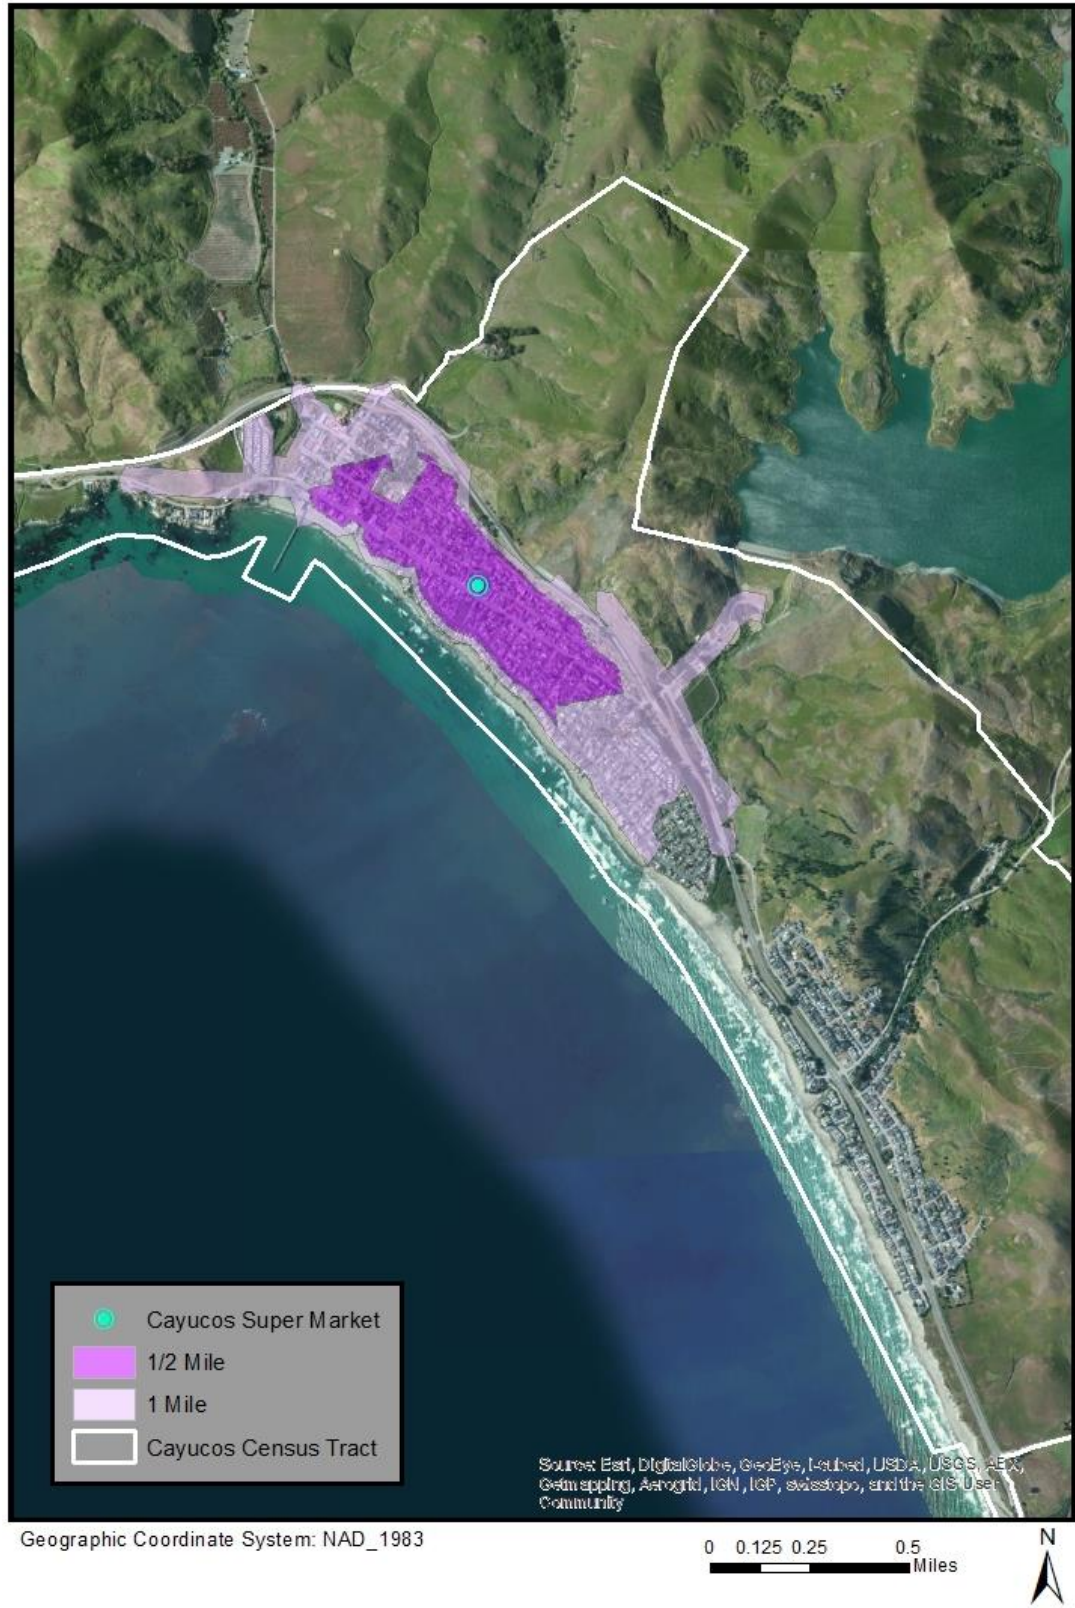 Cayucos Super Market
1/2 Mile
1 Mile
Cayucos Census Tract
Source: Esri, DigitalGlobe, GeoEye, i-cubed, USDA, USGS, AEX,
Getmapping, Aerogrid, IGN, IGP, swisstopo, and the GIS User
Community
Geographic Coordinate System: NAD_1983
0 0.125 0.25 0.5
Miles
N